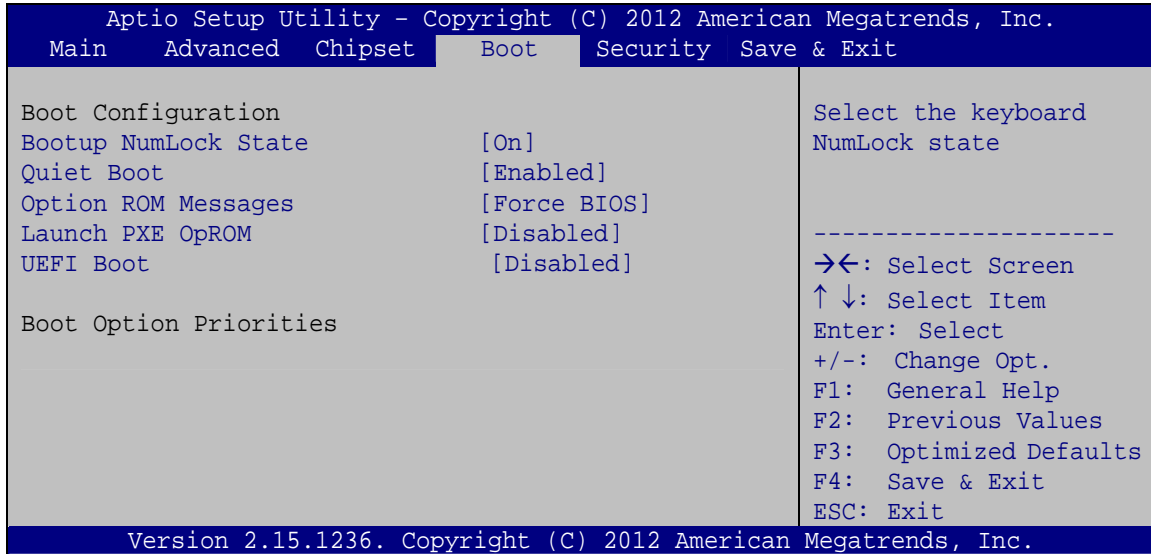 Aptio Setup Utility – Copyright (C) 2012 American Megatrends, Inc.
Main Advanced Chipset Boot Security Save & Exit
Boot Configuration
Bootup NumLock State [On]
Quiet Boot [Enabled]
Option ROM Messages [Force BIOS]
Launch PXE OpROM [Disabled]
UEFI Boot [Disabled]
Boot Option Priorities
Select the keyboard
NumLock state
---------------------
→←: Select Screen
↑ ↓: Select Item
Enter: Select
+/-: Change Opt.
F1: General Help
F2: Previous Values
F3: Optimized Defaults
F4: Save & Exit
ESC: Exit
Version 2.15.1236. Copyright (C) 2012 American Megatrends, Inc.